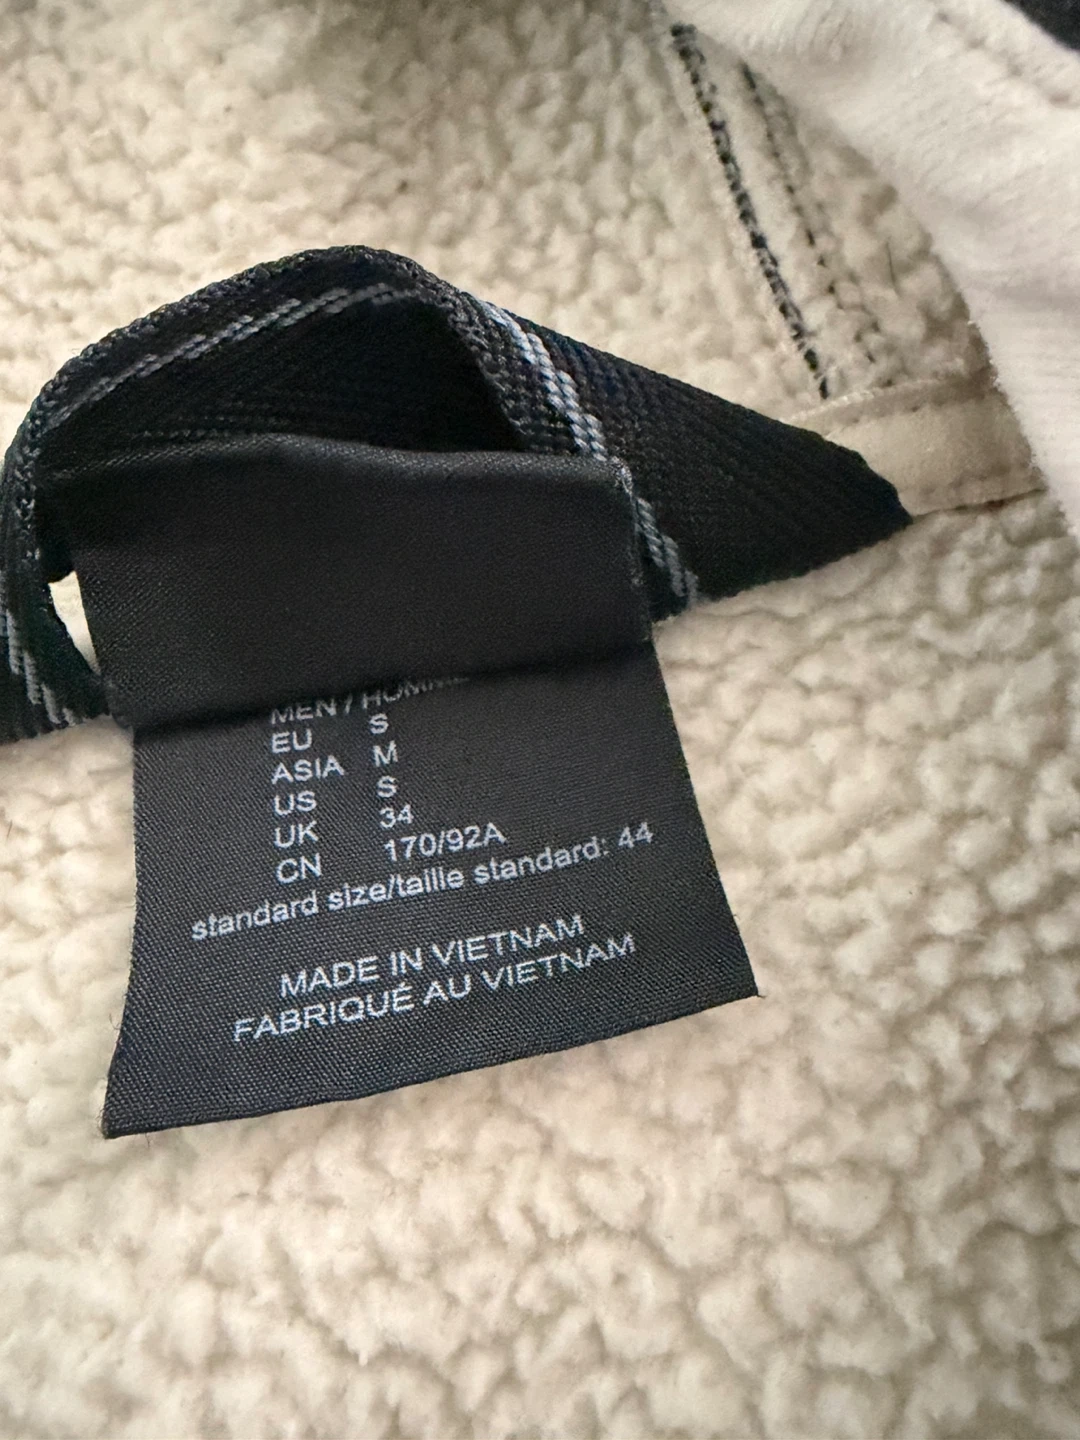 MEN / HOMME
EU S
ASIA M
US S
UK 34
CN 170/92A
standard size/taille standard: 44
MADE IN VIETNAM
FABRIQUÉ AU VIETNAM